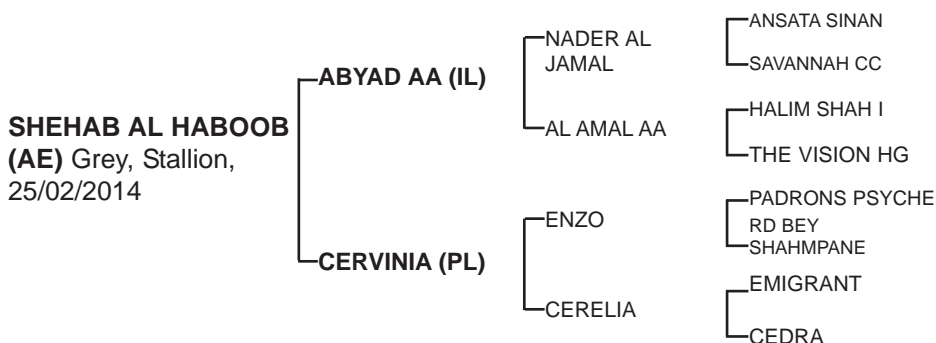 SHEHAB AL HABOOB
(AE) Grey, Stallion,
25/02/2014
ABYAD AA (IL)
CERVINIA (PL)
NADER AL
JAMAL
AL AMAL AA
ENZO
CERELIA
ANSATA SINAN
SAVANNAH CC
HALIM SHAH I
THE VISION HG
PADRONS PSYCHE
RD BEY
SHAHMPANE
EMIGRANT
CEDRA